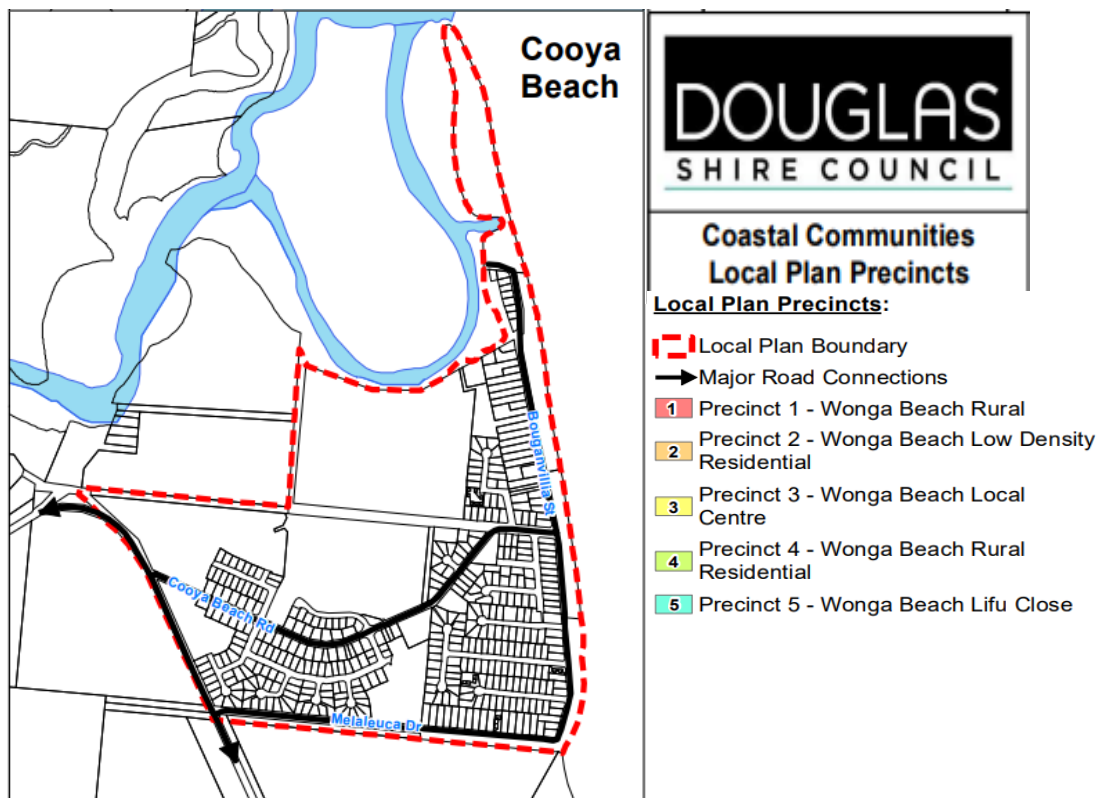 Cooya
Beach
Bouganvillia St
Cooya Beach Rd
Melaleuca Dr
DOUGLAS
SHIRE COUNCIL
Coastal Communities
Local Plan Precincts
Local Plan Precincts:
Local Plan Boundary
Major Road Connections
1 Precinct 1 - Wonga Beach Rural
2 Precinct 2 - Wonga Beach Low Density
Residential
3 Precinct 3 - Wonga Beach Local
Centre
4 Precinct 4 - Wonga Beach Rural
Residential
5 Precinct 5 - Wonga Beach Lifu Close